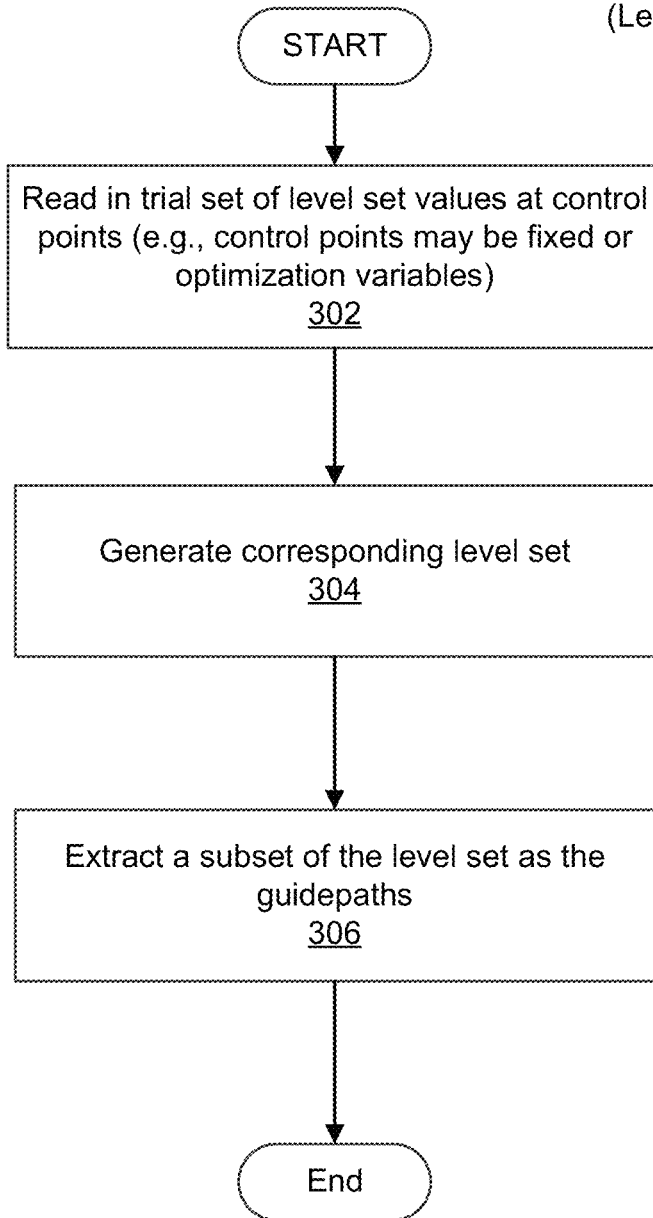 (Le
START
Read in trial set of level set values at control
points (e.g., control points may be fixed or
optimization variables)
302
Generate corresponding level set
304
Extract a subset of the level set as the
guidepaths
306
End